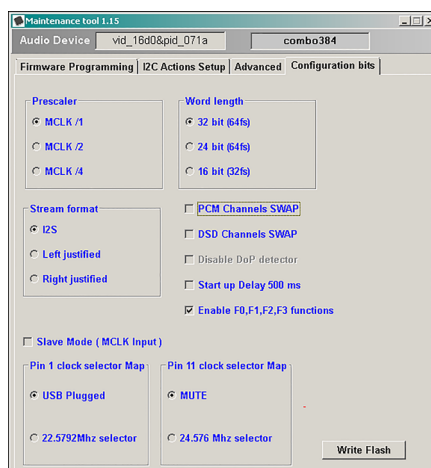 Maintenance tool 1.15
Audio Device vid_16d0&pid_071a combo384
Firmware Programming I2C Actions Setup Advanced Configuration bits
Prescaler Word length
MCLK /1 32 bit (64fs)
MCLK /2 24 bit (64fs)
MCLK /4 16 bit (32fs)
Stream format PCM Channels SWAP
I2S DSD Channels SWAP
Left justified Disable DoP detector
Right justified Start up Delay 500 ms
Enable F0,F1,F2,F3 functions
Slave Mode ( MCLK Input )
Pin 1 clock selector Map Pin 11 clock selector Map
USB Plugged MUTE
22.5792Mhz selector 24.576 Mhz selector
Write Flash